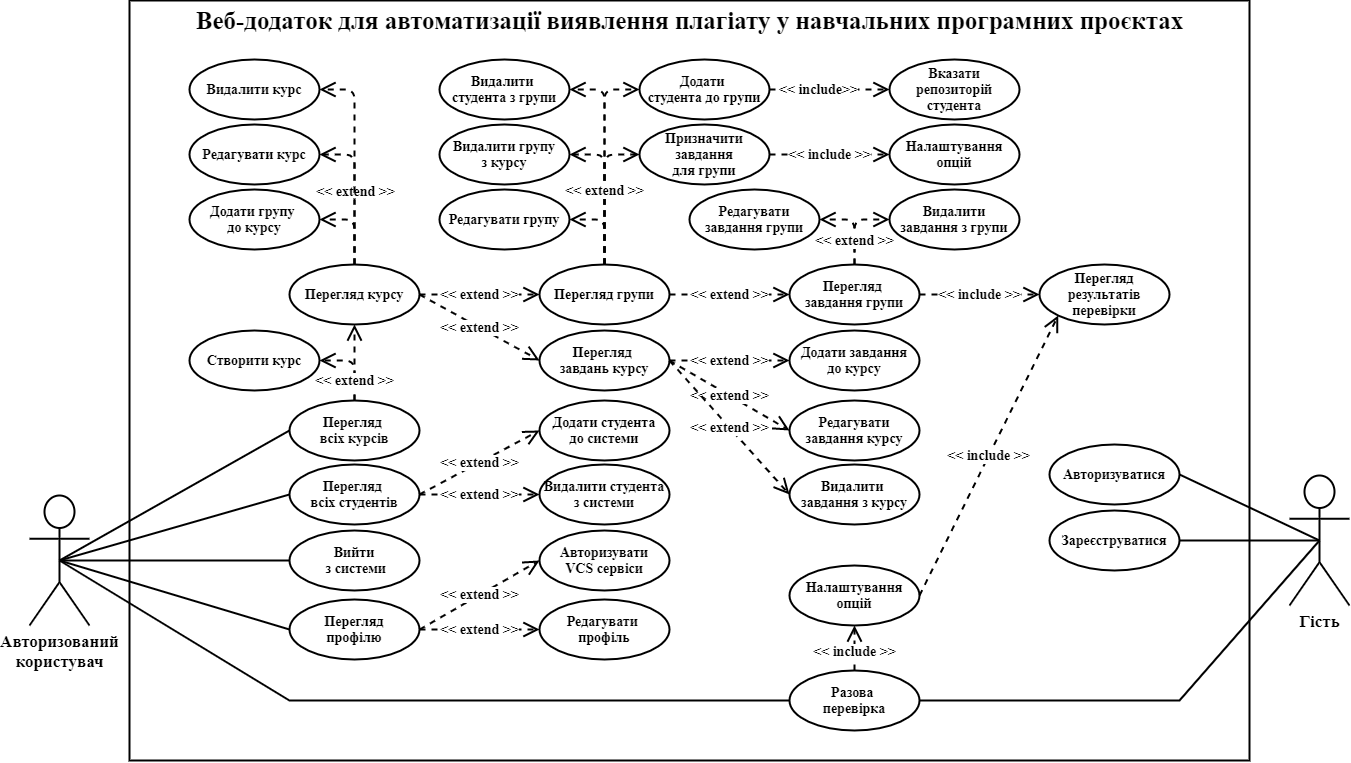 Веб-додаток для автоматизації виявлення плагіату у навчальних програмних проєктах
Видалити курс
Видалити
студента з групи
Додати
студента до групи
<< include>>
Вказати
репозиторій
студента
Редагувати курс
Видалити групу
з курсу
Призначити
завдання
для групи
<< include >>
Налаштування
опцій
<< extend >>
<< extend >>
Додати групу
до курсу
Редагувати групу
Редагувати
завдання групи
Видалити
завдання з групи
<< extend >>
Перегляд курсу
<< extend >>
Перегляд групи
<< extend >>
Перегляд
завдання групи
<< include >>
Перегляд
результатів
перевірки
<< extend >>
Створити курс
Перегляд
завдань курсу
<< extend >>
Додати завдання
до курсу
<< extend >>
<< extend >>
Перегляд
всіх курсів
Додати студента
до системи
<< extend >>
Редагувати
завдання курсу
<< extend >>
<< include >>
Перегляд
всіх студентів
<< extend >>
Видалити студента
з системи
Видалити
завдання з курсу
Авторизуватися
Вийти
з системи
Авторизувати
VCS сервіси
Зареєструватися
<< extend >>
Налаштування
опцій
Перегляд
профілю
<< extend >>
Редагувати
профіль
Авторизований
користувач
Гість
<< include >>
Разова
перевірка